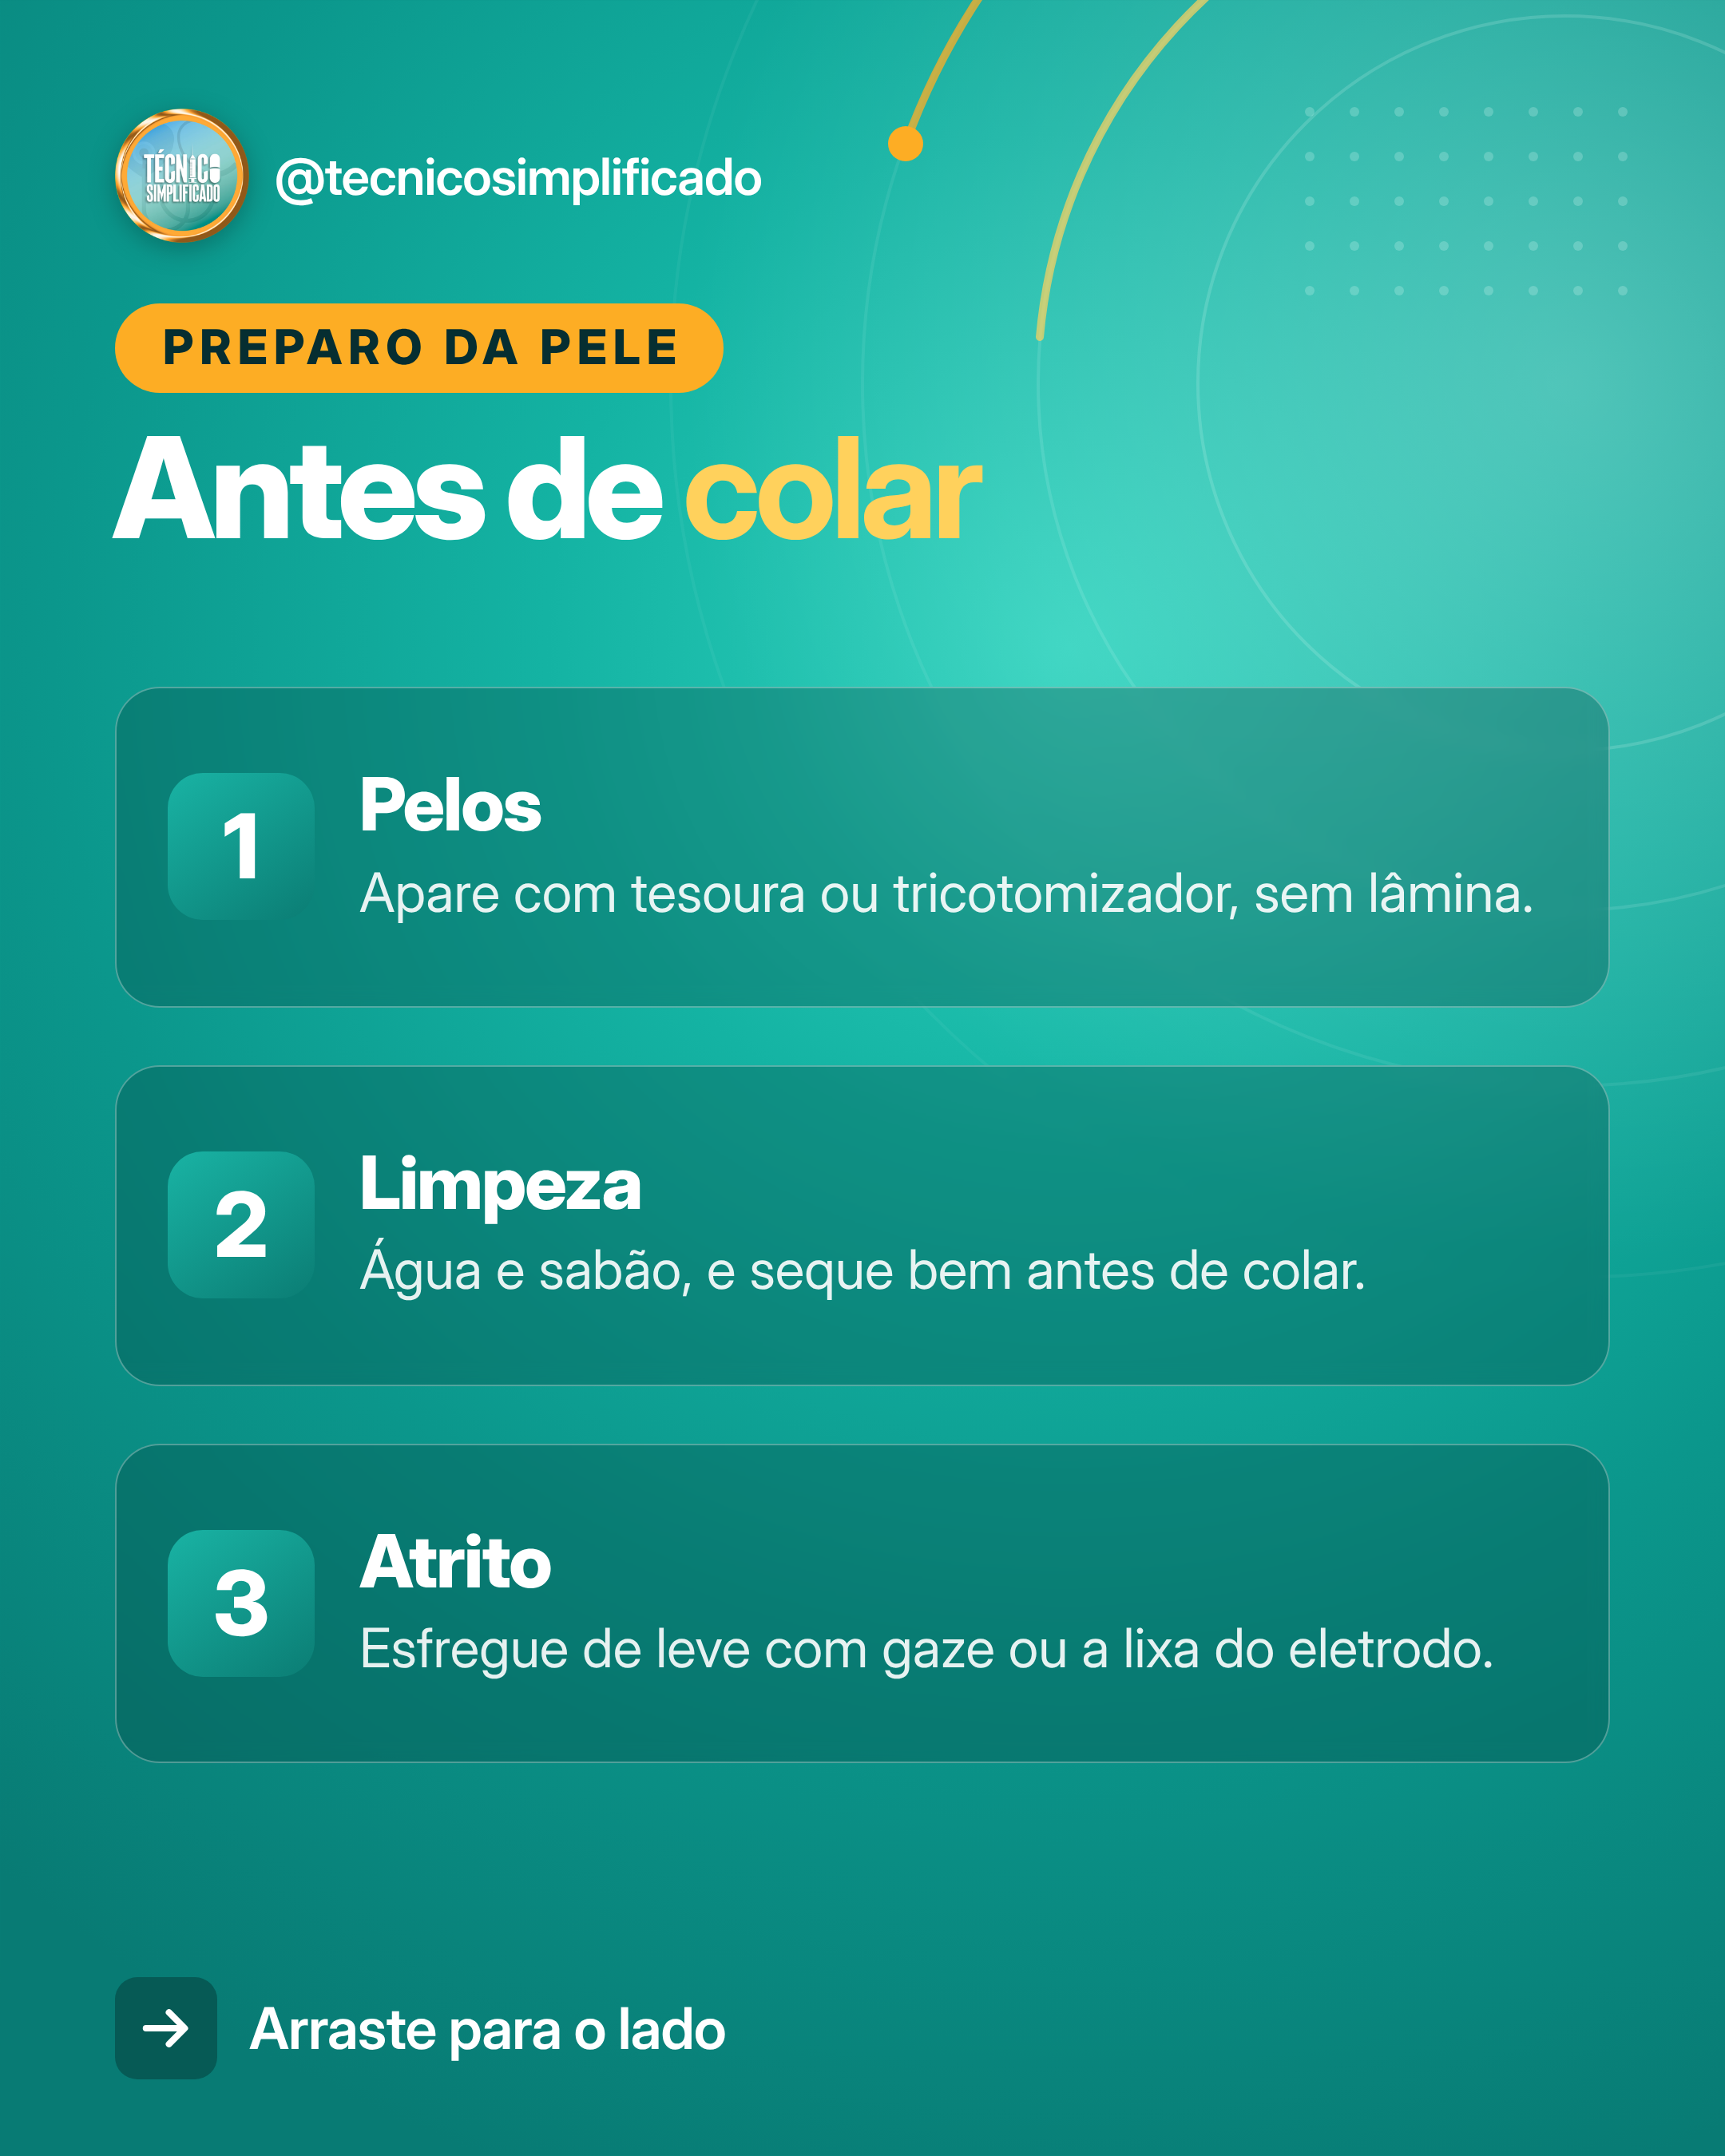 TÉCNICO
SIMPLIFICADO
@tecnicosimplificado
PREPARO DA PELE
Antes de colar
1
Pelos
Apare com tesoura ou tricotomizador, sem lâmina.
2
Limpeza
Água e sabão, e seque bem antes de colar.
3
Atrito
Esfregue de leve com gaze ou a lixa do eletrodo.
Arraste para o lado